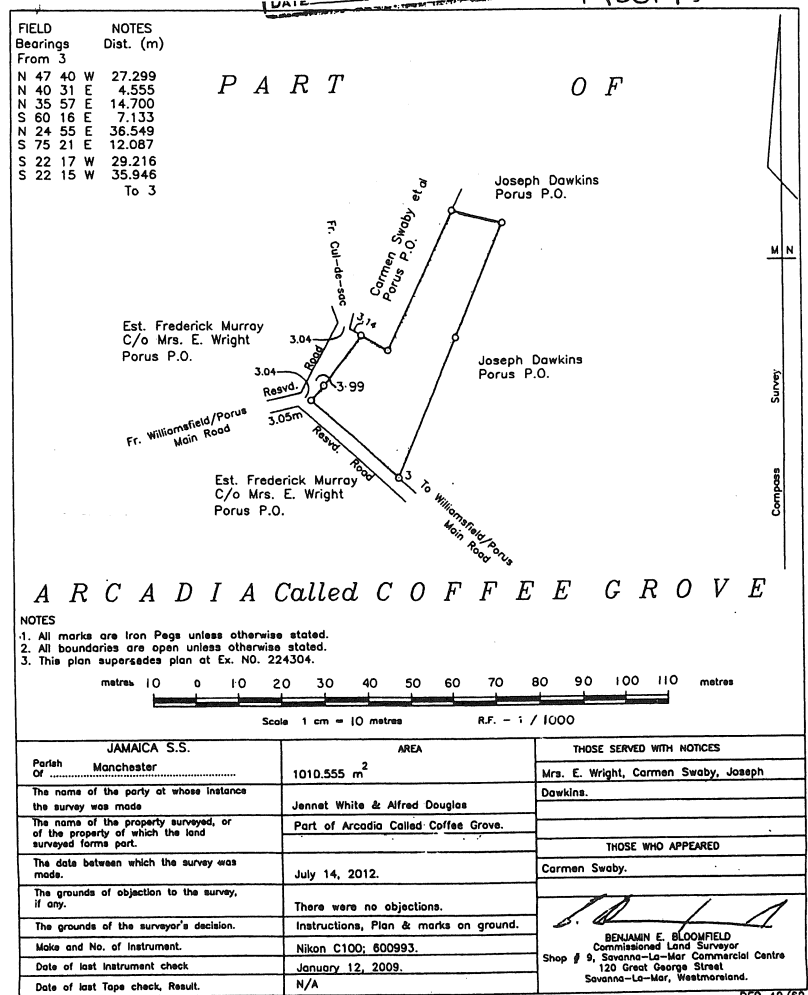 DATE
FIELD NOTES
Bearings Dist. (m)
From 3
N 47 40 W 27.299
N 40 31 E 4.555
N 35 57 E 14.700
S 60 16 E 7.133
N 24 55 E 36.549
S 75 21 E 12.087
S 22 17 W 29.216
S 22 15 W 35.946
To 3
PART OF
Joseph Dawkins
Porus P.O.
Carmen Swaby et al
Porus P.O.
Fr. Cul-de-sac
M N
Est. Frederick Murray
C/o Mrs. E. Wright
Porus P.O.
3.14
3.04
Road
3.04
Resvd.
3.99
Joseph Dawkins
Porus P.O.
Survey
3.05m
Fr. Williamsfield/Porus
Main Road
Resvd. Road
3
Est. Frederick Murray
C/o Mrs. E. Wright
Porus P.O.
To Williamsfield/Porus
Main Road
Compass
ARCADIA Called COFFEE GROVE
NOTES
1. All marks are Iron Pegs unless otherwise stated.
2. All boundaries are open unless otherwise stated.
3. This plan supersedes plan at Ex. NO. 224304.
metres 10 0 10 20 30 40 50 60 70 80 90 100 110 metres
Scale 1 cm = 10 metres R.F. - 1 / 1000
JAMAICA S.S.
Parish
Of Manchester
AREA
1010.555 m2
THOSE SERVED WITH NOTICES
Mrs. E. Wright, Carmen Swaby, Joseph
Dawkins.
The name of the party at whose instance
the survey was made
Jennet White & Alfred Douglas
The name of the property surveyed, or
of the property of which the land
surveyed forms part.
Part of Arcadia Called Coffee Grove.
THOSE WHO APPEARED
Carmen Swaby.
The date between which the survey was
made.
July 14, 2012.
The grounds of objection to the survey,
if any.
There were no objections.
The grounds of the surveyor's decision.
Instructions, Plan & marks on ground.
Make and No. of Instrument.
Nikon C100; 600993.
Date of last Instrument check
January 12, 2009.
Date of last Tape check, Result.
N/A
BENJAMIN E. BLOOMFIELD
Commissioned Land Surveyor
Shop # 9, Savanna-La-Mar Commercial Centre
120 Great George Street
Savanna-La-Mar, Westmoreland.